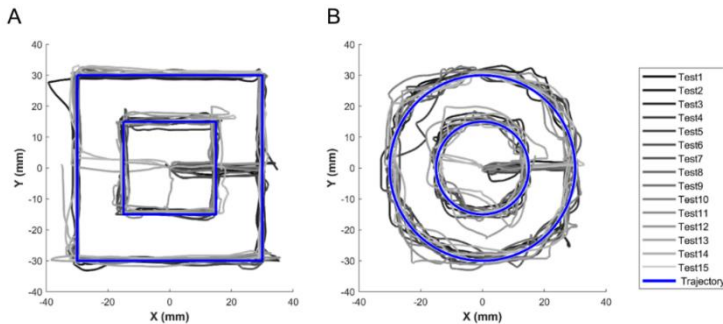 A
B
40
30
20
10
0
-10
-20
-30
-40
Y (mm)
-40
-20
0
20
40
X (mm)
40
30
20
10
0
-10
-20
-30
-40
Y (mm)
-40
-20
0
20
40
X (mm)
Test1
Test2
Test3
Test4
Test5
Test6
Test7
Test8
Test9
Test10
Test11
Test12
Test13
Test14
Test15
Trajectory